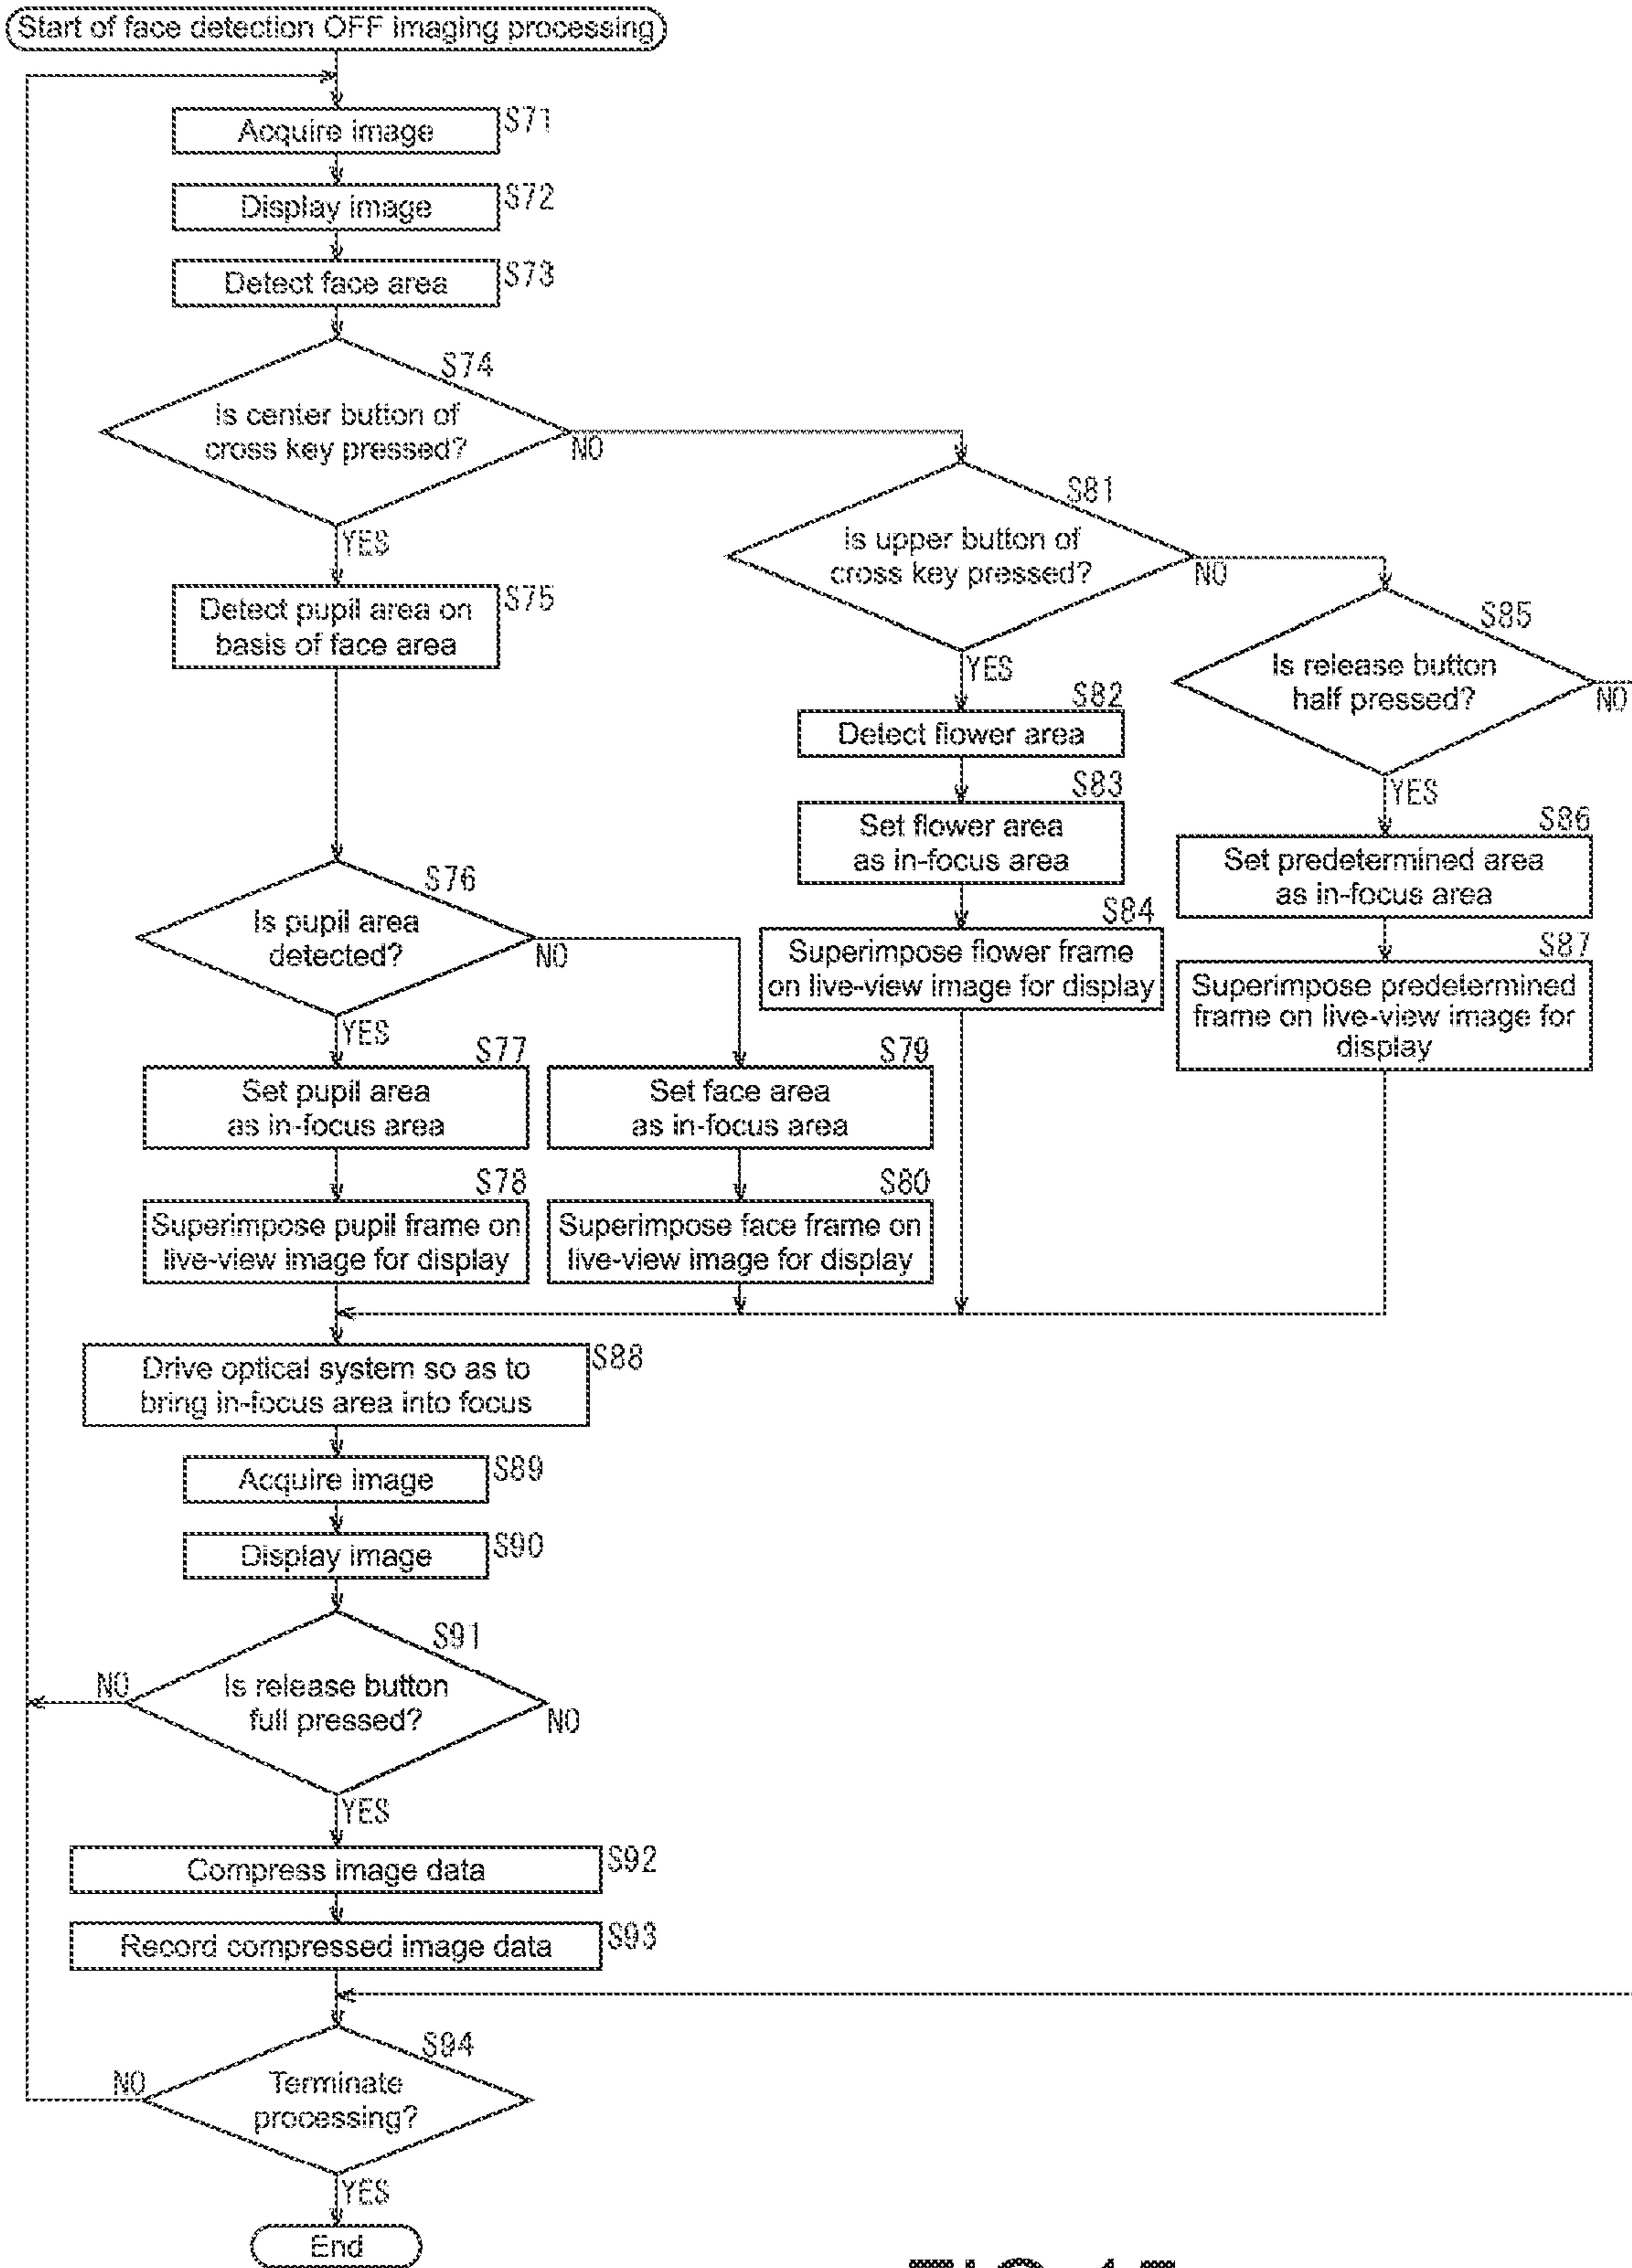 Start of face detection OFF imaging processing
Acquire image
S71
Display image
S72
Detect face area
S73
S74
Is center button of
cross key pressed?
NO
YES
S81
Is upper button of
cross key pressed?
NO
YES
Detect pupil area on
basis of face area
S75
S85
Is release button
half pressed?
NO
YES
S82
Detect flower area
S83
Set flower area
as in-focus area
S84
Superimpose flower frame
on live-view image for display
S86
Set predetermined area
as in-focus area
S87
Superimpose predetermined
frame on live-view image for
display
S76
Is pupil area
detected?
NO
YES
S77
Set pupil area
as in-focus area
S79
Set face area
as in-focus area
S78
Superimpose pupil frame on
live-view image for display
S80
Superimpose face frame on
live-view image for display
Drive optical system so as to
bring in-focus area into focus
S88
Acquire image
S89
Display image
S90
S91
Is release button
full pressed?
NO
NO
YES
Compress image data
S92
Record compressed image data
S93
S94
Terminate
processing?
NO
YES
End